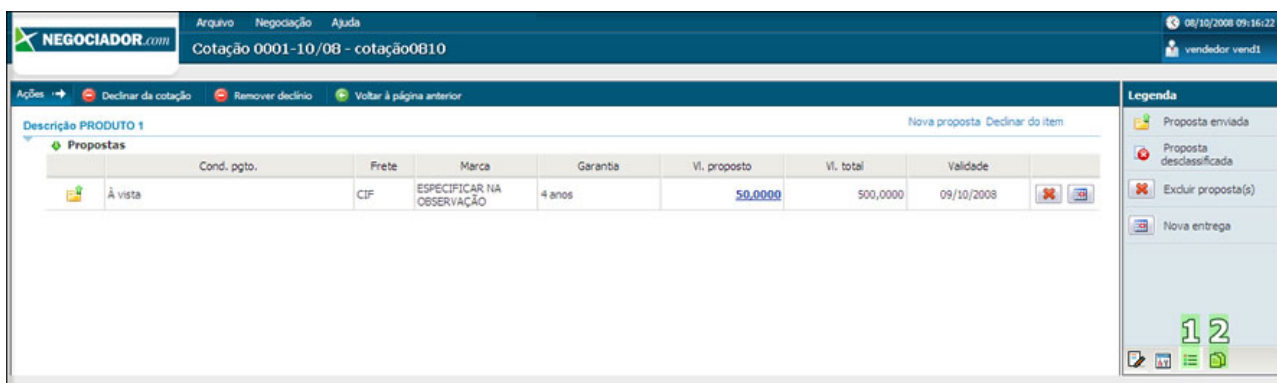 Arquivo Negociação Ajuda
08/10/2008 09:16:22
NEGOCIADOR.com
Cotação 0001-10/08 - cotação0810
vendedor vend1
Ações Declinar da cotação Remover declínio Voltar à página anterior
Legenda
Descrição PRODUTO 1
Nova proposta Declinar do item
Propostas
Cond. pgto. Frete Marca Garantia Vl. proposto Vl. total Validade
À vista CIF ESPECIFICAR NA 4 anos 50,0000 500,0000 09/10/2008
OBSERVAÇÃO
Proposta enviada
Proposta
desclassificada
Excluir proposta(s)
Nova entrega
1 2